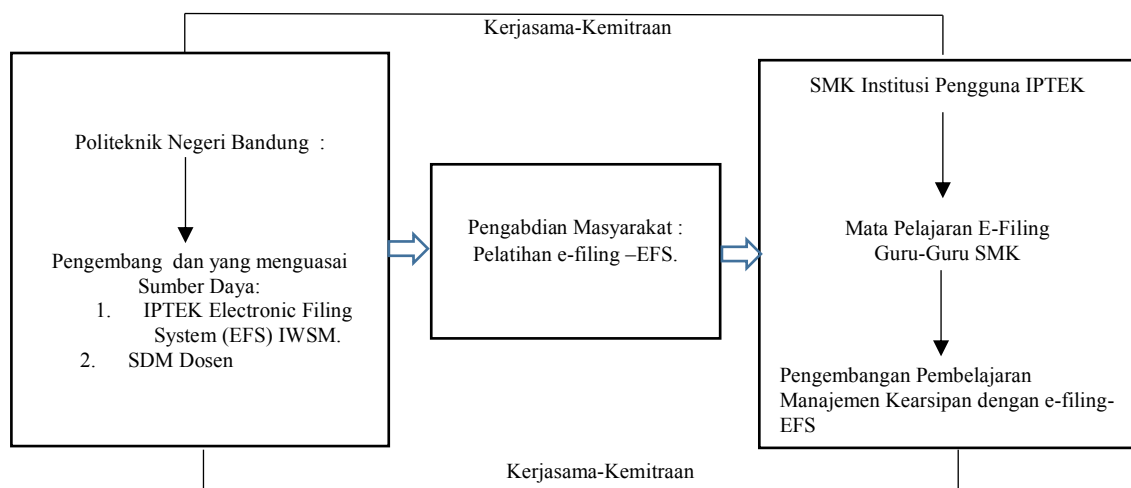 Kerjasama-Kemitraan
Politeknik Negeri Bandung :
Pengembang dan yang menguasai
Sumber Daya:
1. IPTEK Electronic Filing
System (EFS) IWSM.
2. SDM Dosen
Pengabdian Masyarakat :
Pelatihan e-filing –EFS.
SMK Institusi Pengguna IPTEK
Mata Pelajaran E-Filing
Guru-Guru SMK
Pengembangan Pembelajaran
Manajemen Kearsipan dengan e-filing-
EFS
Kerjasama-Kemitraan